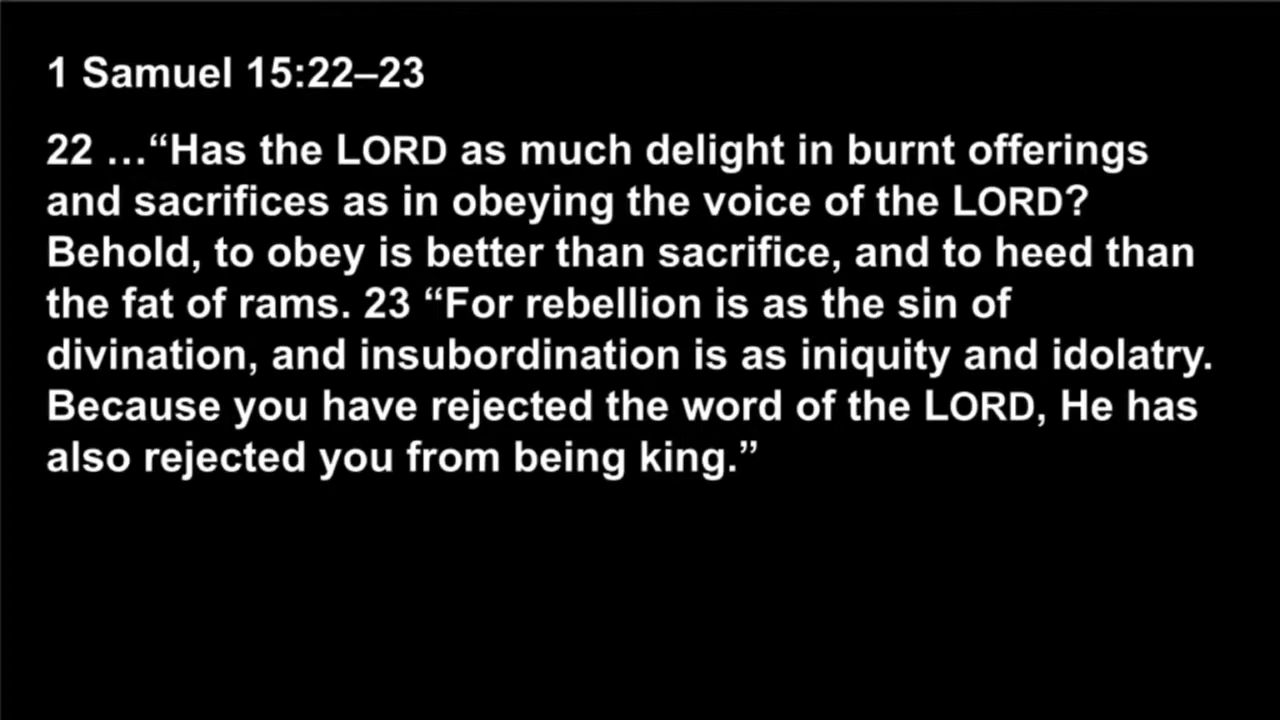 1 Samuel 15:22–23
22 …“Has the LORD as much delight in burnt offerings
and sacrifices as in obeying the voice of the LORD?
Behold, to obey is better than sacrifice, and to heed than
the fat of rams. 23 “For rebellion is as the sin of
divination, and insubordination is as iniquity and idolatry.
Because you have rejected the word of the LORD, He has
also rejected you from being king.”